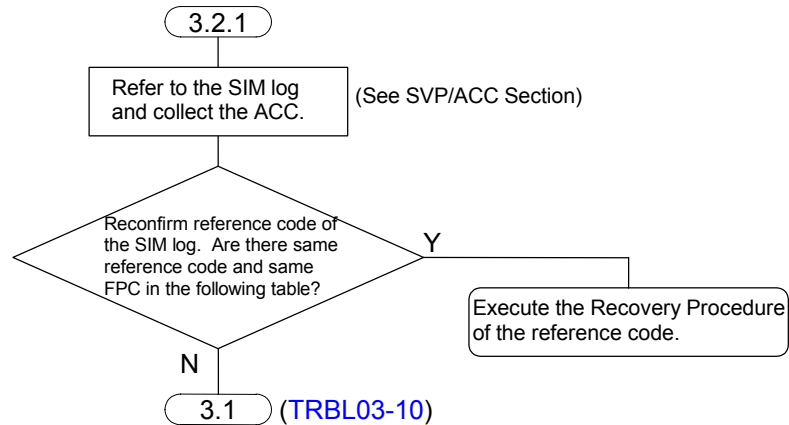 3.2.1
Refer to the SIM log
and collect the ACC.
(See SVP/ACC Section)
Reconfirm reference code of
the SIM log. Are there same
reference code and same
FPC in the following table?
Y
Execute the Recovery Procedure
of the reference code.
N
3.1
(TRBL03-10)